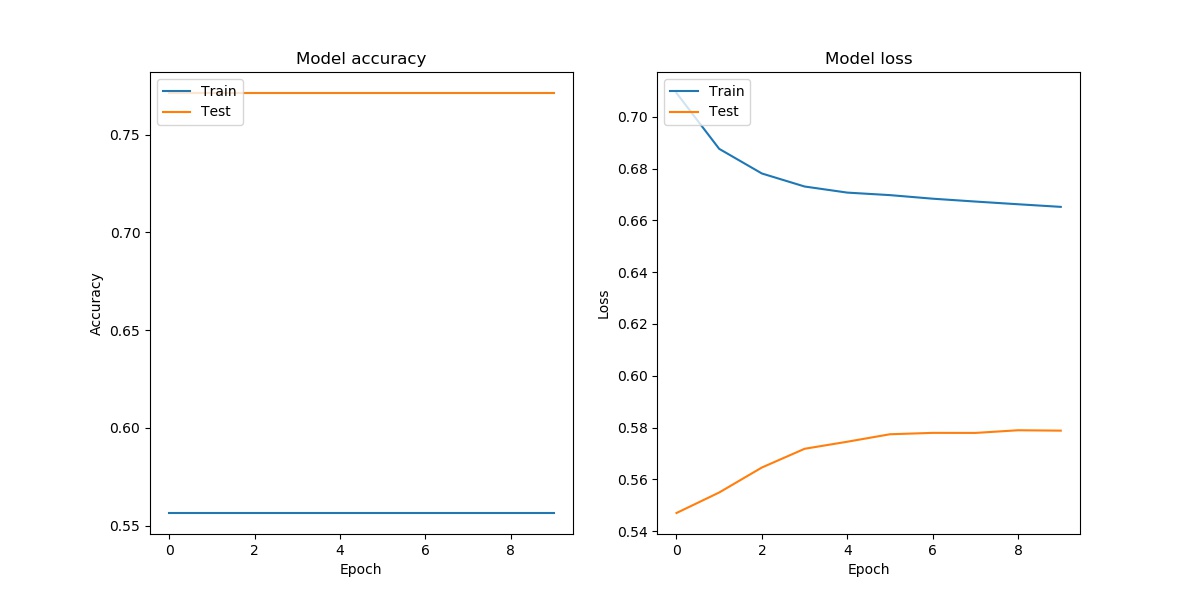 Model accuracy
Train
Test
0.75
0.70
0.65
0.60
0.55
Accuracy
0 2 4 6 8
Epoch
Model loss
Train
Test
0.70
0.68
0.66
0.64
0.62
0.60
0.58
0.56
0.54
Loss
0 2 4 6 8
Epoch